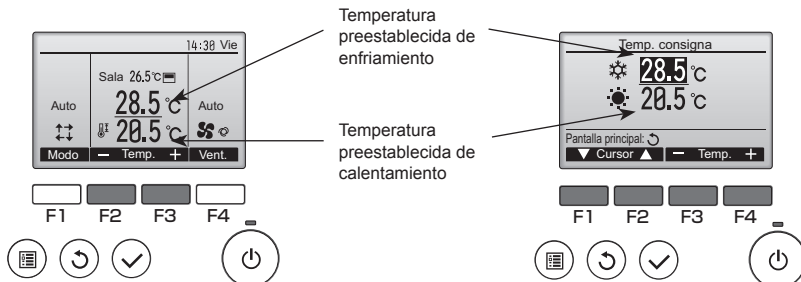 14:30 Vie
Sala 26.5°C
Auto
28.5 °C
Auto
20.5 °C
Modo
— Temp. +
Vent.
F1 F2 F3 F4
Temperatura
preestablecida de
enfriamiento
Temperatura
preestablecida de
calentamiento
Temp. consigna
28.5 °C
20.5 °C
Pantalla principal:
Cursor
— Temp. +
F1 F2 F3 F4